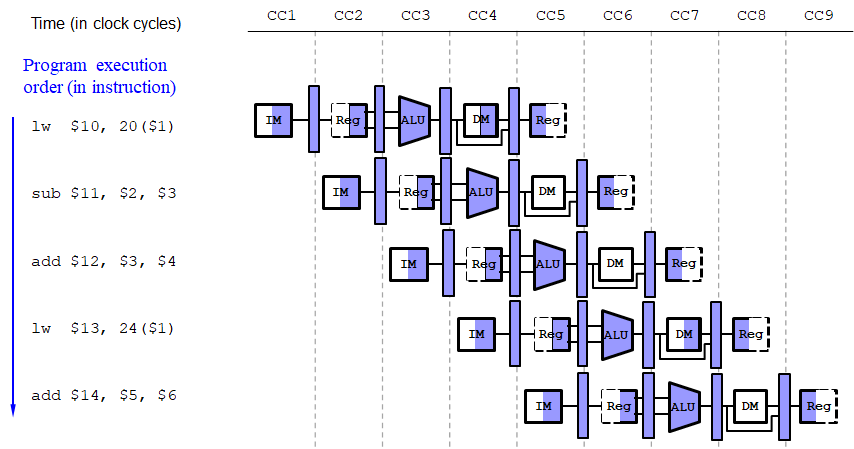 Time (in clock cycles) CC1 CC2 CC3 CC4 CC5 CC6 CC7 CC8 CC9
Program execution
order (in instruction)
lw $10, 20($1) IM Reg ALU DM Reg
sub $11, $2, $3 IM Reg ALU DM Reg
add $12, $3, $4 IM Reg ALU DM Reg
lw $13, 24($1) IM Reg ALU DM Reg
add $14, $5, $6 IM Reg ALU DM Reg